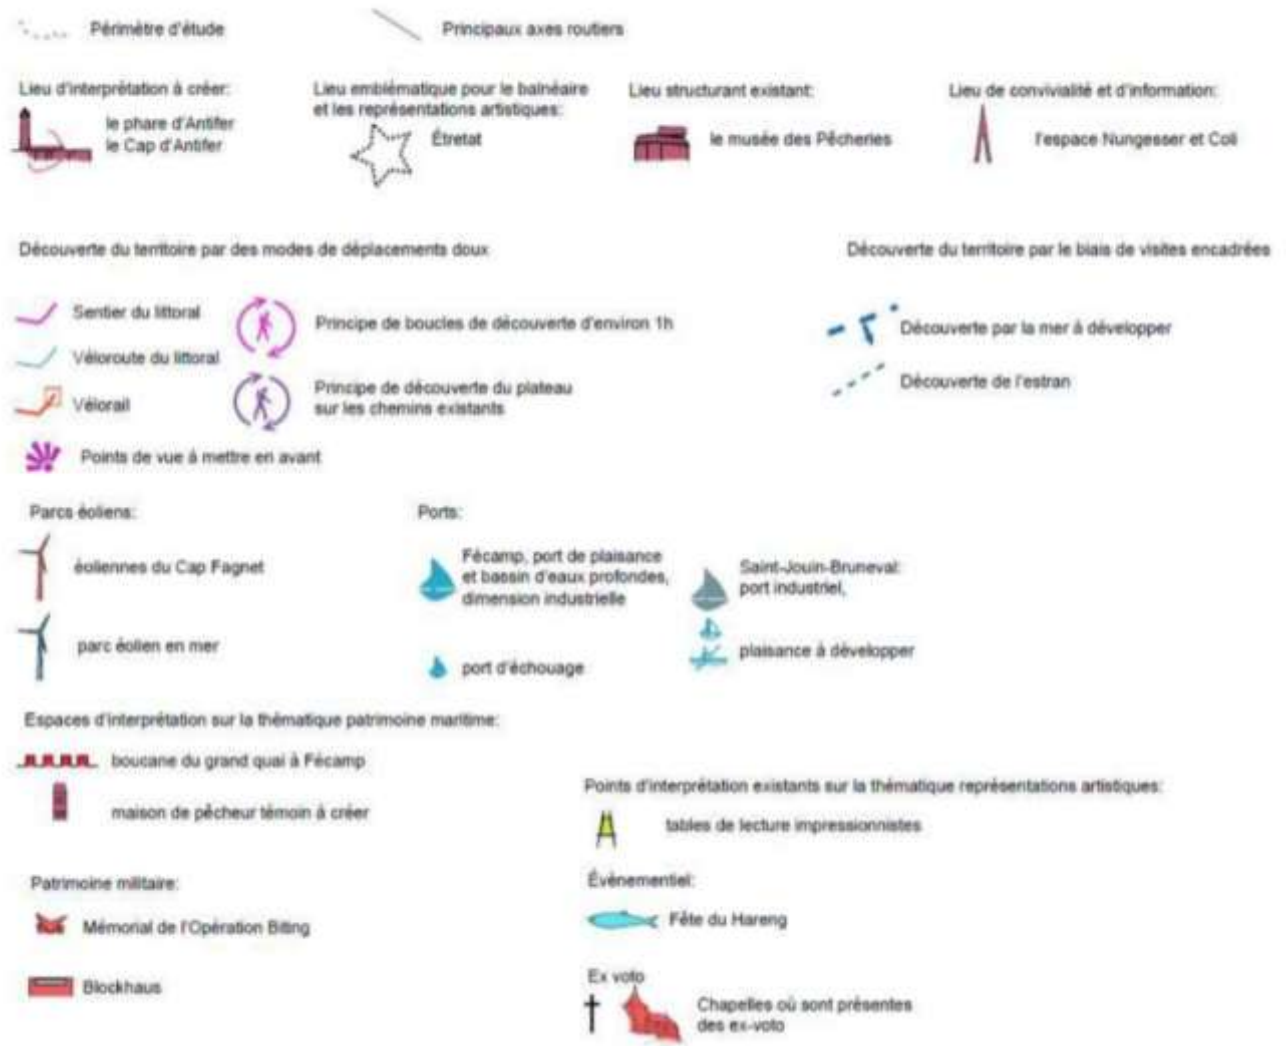 Périmètre d'étude
Principaux axes routiers
Lieu d'interprétation à créer:
le phare d'Antifer
le Cap d'Antifer
Lieu emblématique pour le balnéaire
et les représentations artistiques:
Étretat
Lieu structurant existant:
le musée des Pêcheries
Lieu de convivialité et d'information:
l'espace Nungesser et Coli
Découverte du territoire par des modes de déplacements doux
Sentier du littoral
Véloroute du littoral
Vélorail
Points de vue à mettre en avant
Principe de boucles de découverte d'environ 1h
Principe de découverte du plateau
sur les chemins existants
Découverte du territoire par le biais de visites encadrées
Découverte par la mer à développer
Découverte de l'estran
Parcs éoliens:
éoliennes du Cap Fagnet
parc éolien en mer
Ports:
Fécamp, port de plaisance
et bassin d'eaux profondes,
dimension industrielle
port d'échouage
Saint-Jouin-Bruneval:
port industriel,
plaisance à développer
Espaces d'interprétation sur la thématique patrimoine maritime:
boucane du grand quai à Fécamp
maison de pêcheur témoin à créer
Points d'interprétation existants sur la thématique représentations artistiques:
tables de lecture impressionnistes
Patrimoine militaire:
Mémorial de l'Opération Biting
Blockhaus
Évènementiel:
Fête du Hareng
Ex voto
Chapelles où sont présentes
des ex-voto